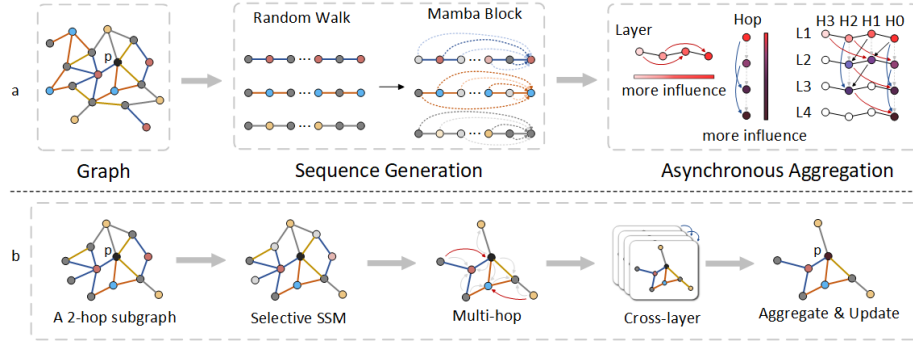 a
p
Graph
Random Walk
Mamba Block
Sequence Generation
Layer
more influence
Hop
more influence
H3 H2 H1 H0
L1
L2
L3
L4
Asynchronous Aggregation
b
p
A 2-hop subgraph
Selective SSM
Multi-hop
Cross-layer
p
Aggregate & Update